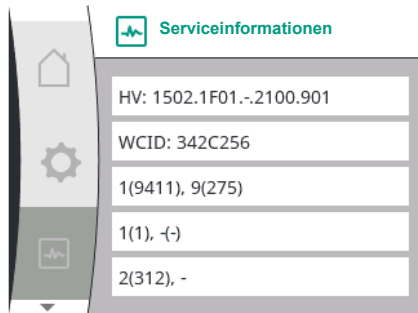 Serviceinformationen
HV: 1502.1F01.-.2100.901
WCID: 342C256
1(9411), 9(275)
1(1), -(-)
2(312), -